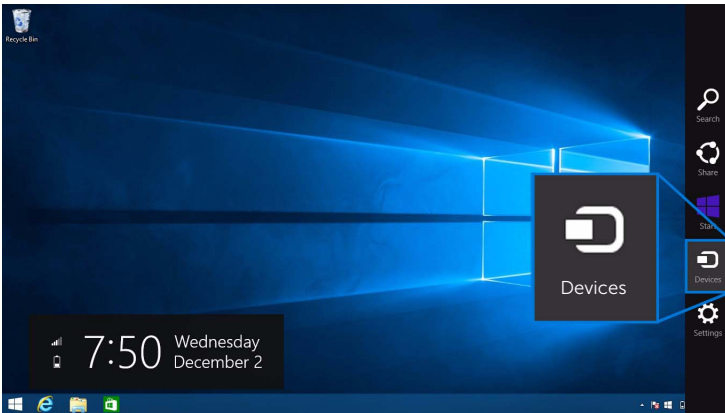 Recycle Bin
Search
Share
Start
Devices
Devices
Settings
7:50
Wednesday
December 2